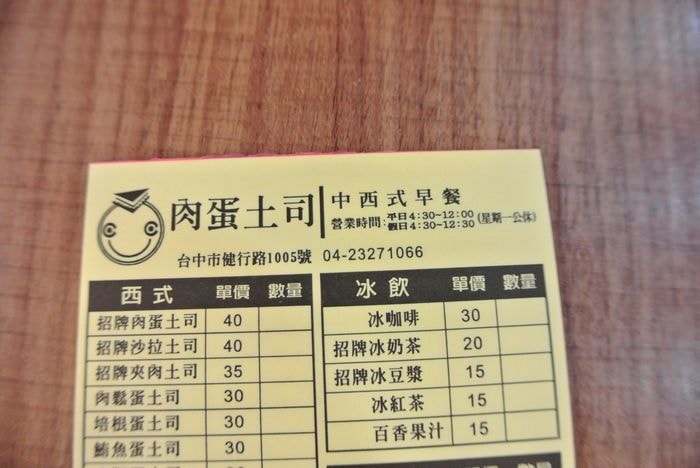 肉蛋土司
中西式早餐
營業時間:平日4:30~12:00
假日4:30~12:30
(星期一公休)
台中市健行路1005號 04-23271066
西式 單價 數量
招牌肉蛋土司 40
招牌沙拉土司 40
招牌夾肉土司 35
肉鬆蛋土司 30
培根蛋土司 30
鮪魚蛋土司 30
冰飲 單價 數量
冰咖啡 30
招牌冰奶茶 20
招牌冰豆漿 15
冰紅茶 15
百香果汁 15
單價 數量